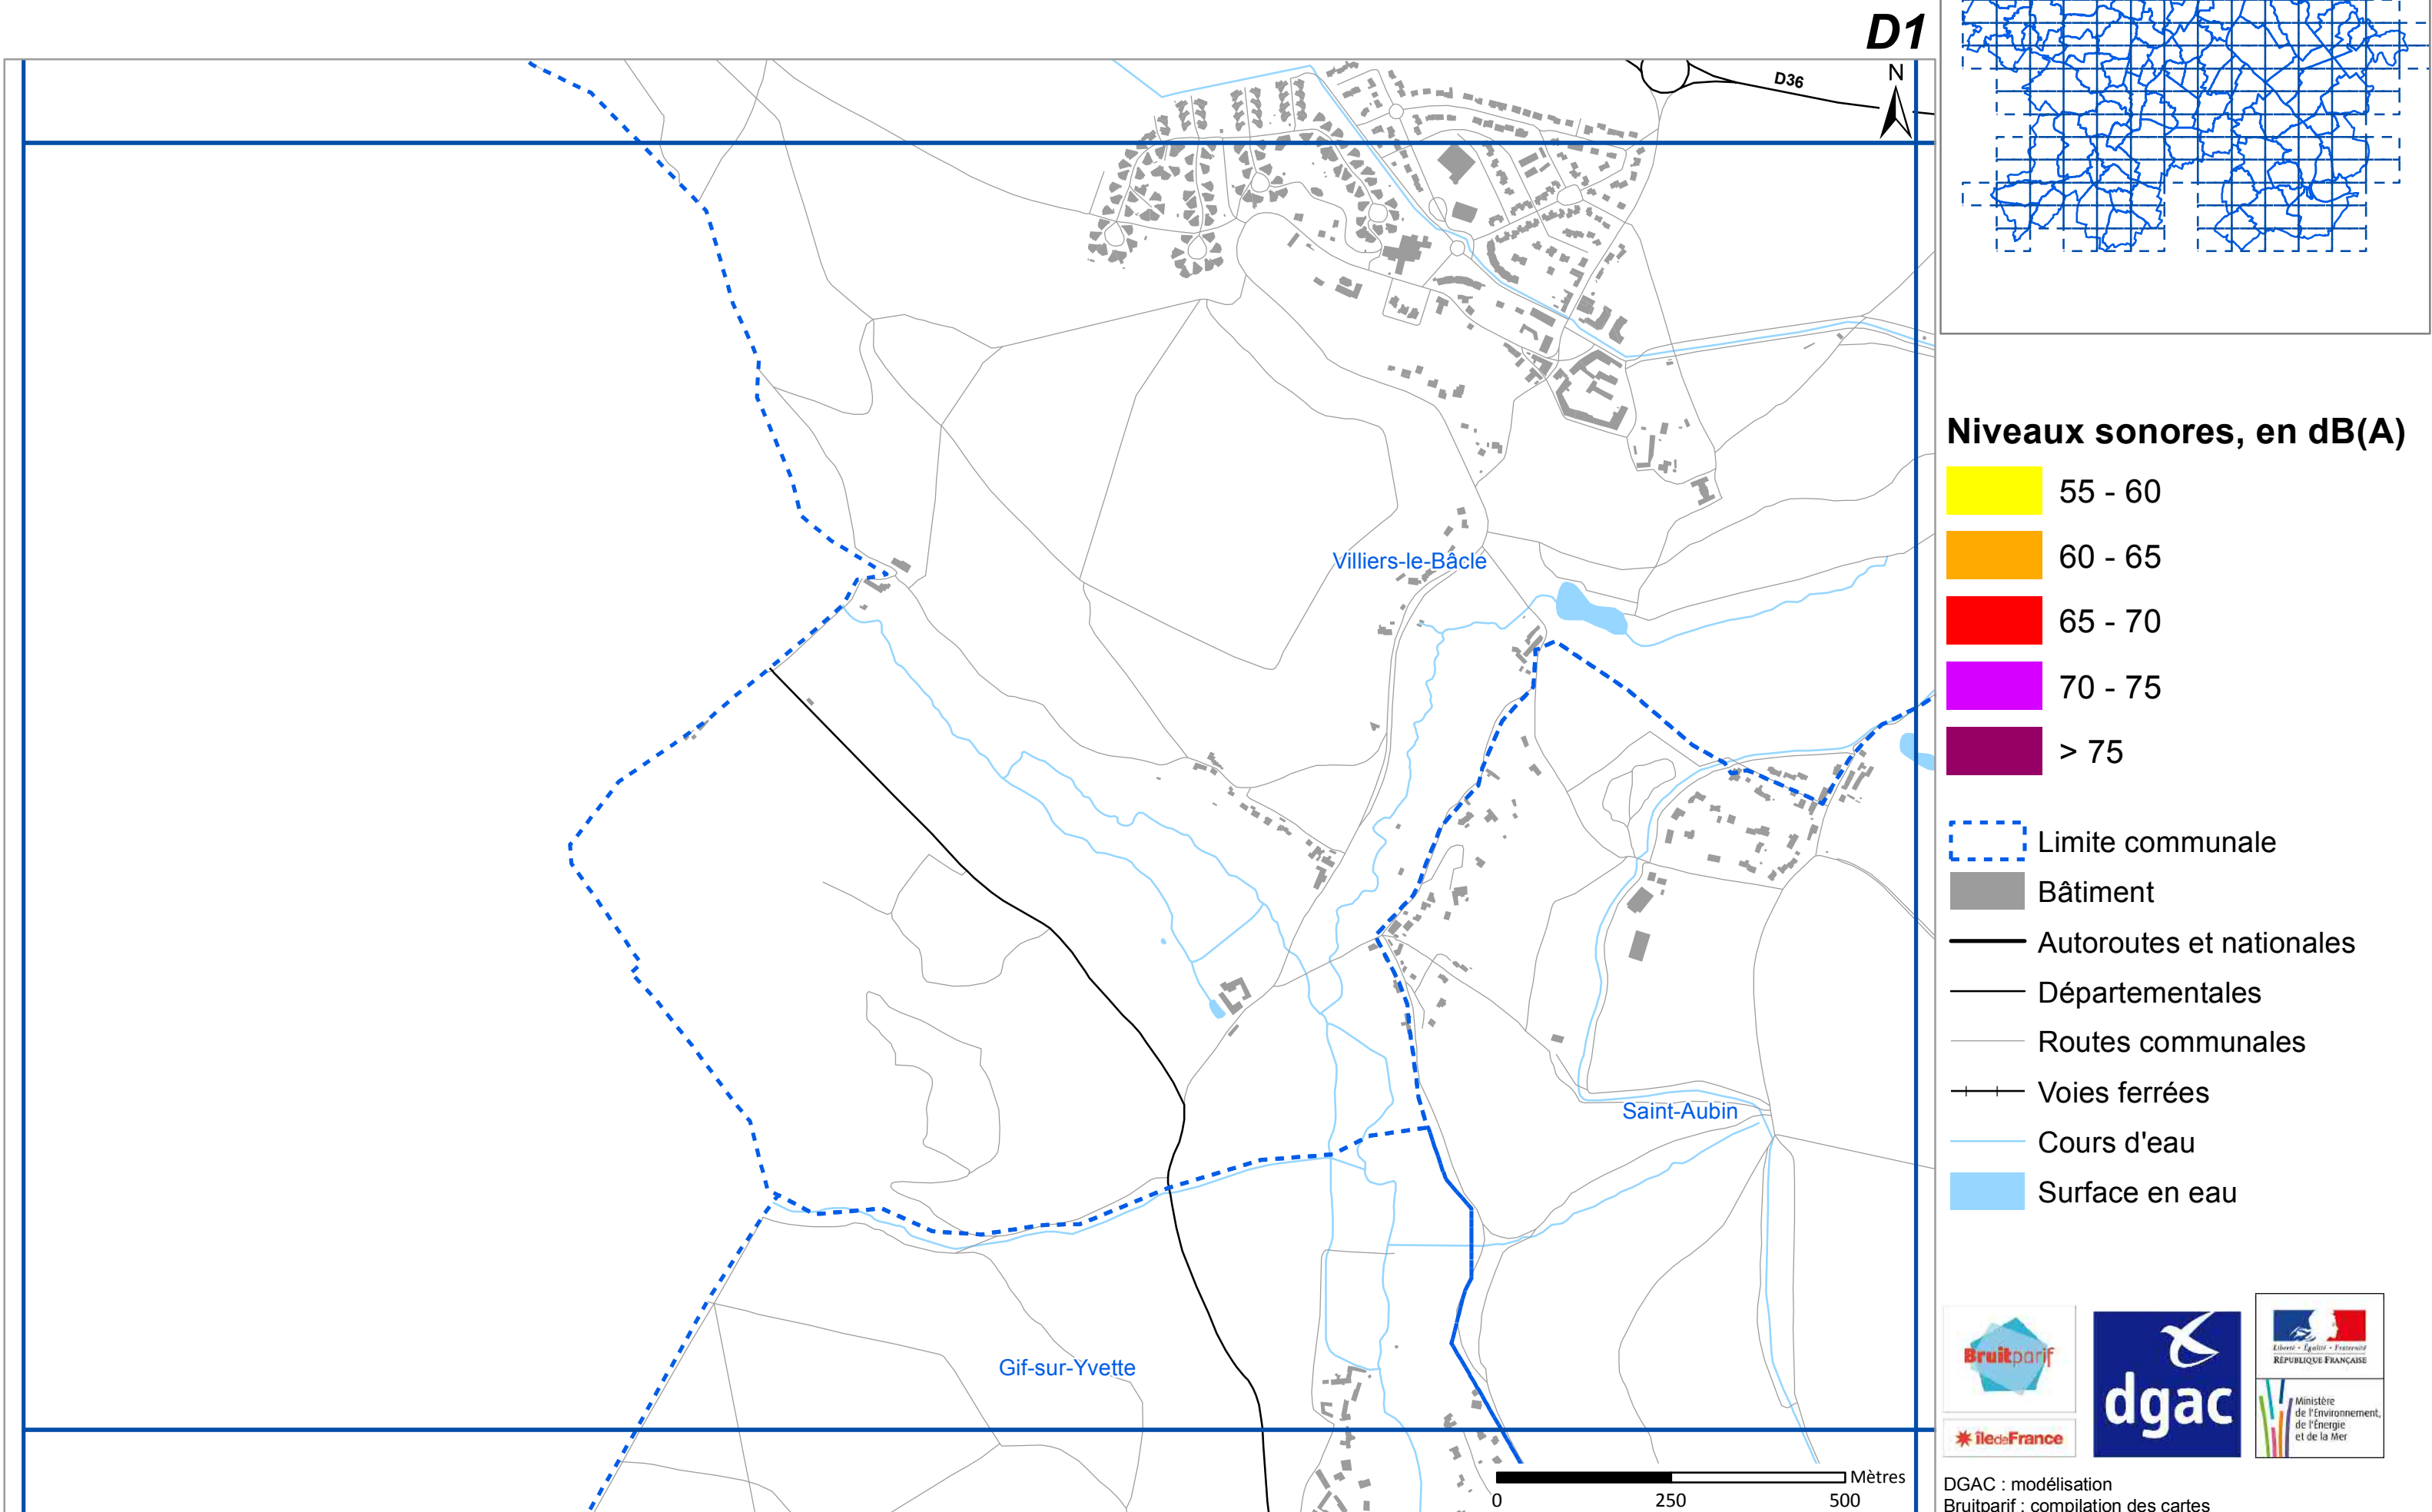 D1
D36
N
Villiers-le-Bâcle
Saint-Aubin
Gif-sur-Yvette
Mètres
0 250 500
Niveaux sonores, en dB(A)
55 - 60
60 - 65
65 - 70
70 - 75
> 75
Limite communale
Bâtiment
Autoroutes et nationales
Départementales
Routes communales
Voies ferrées
Cours d'eau
Surface en eau
Bruitparif
îledeFrance
dgac
Liberté • Égalité • Fraternité
RÉPUBLIQUE FRANÇAISE
Ministère
de l'Environnement,
de l'Énergie
et de la Mer
DGAC : modélisation
Bruitparif : compilation des cartes